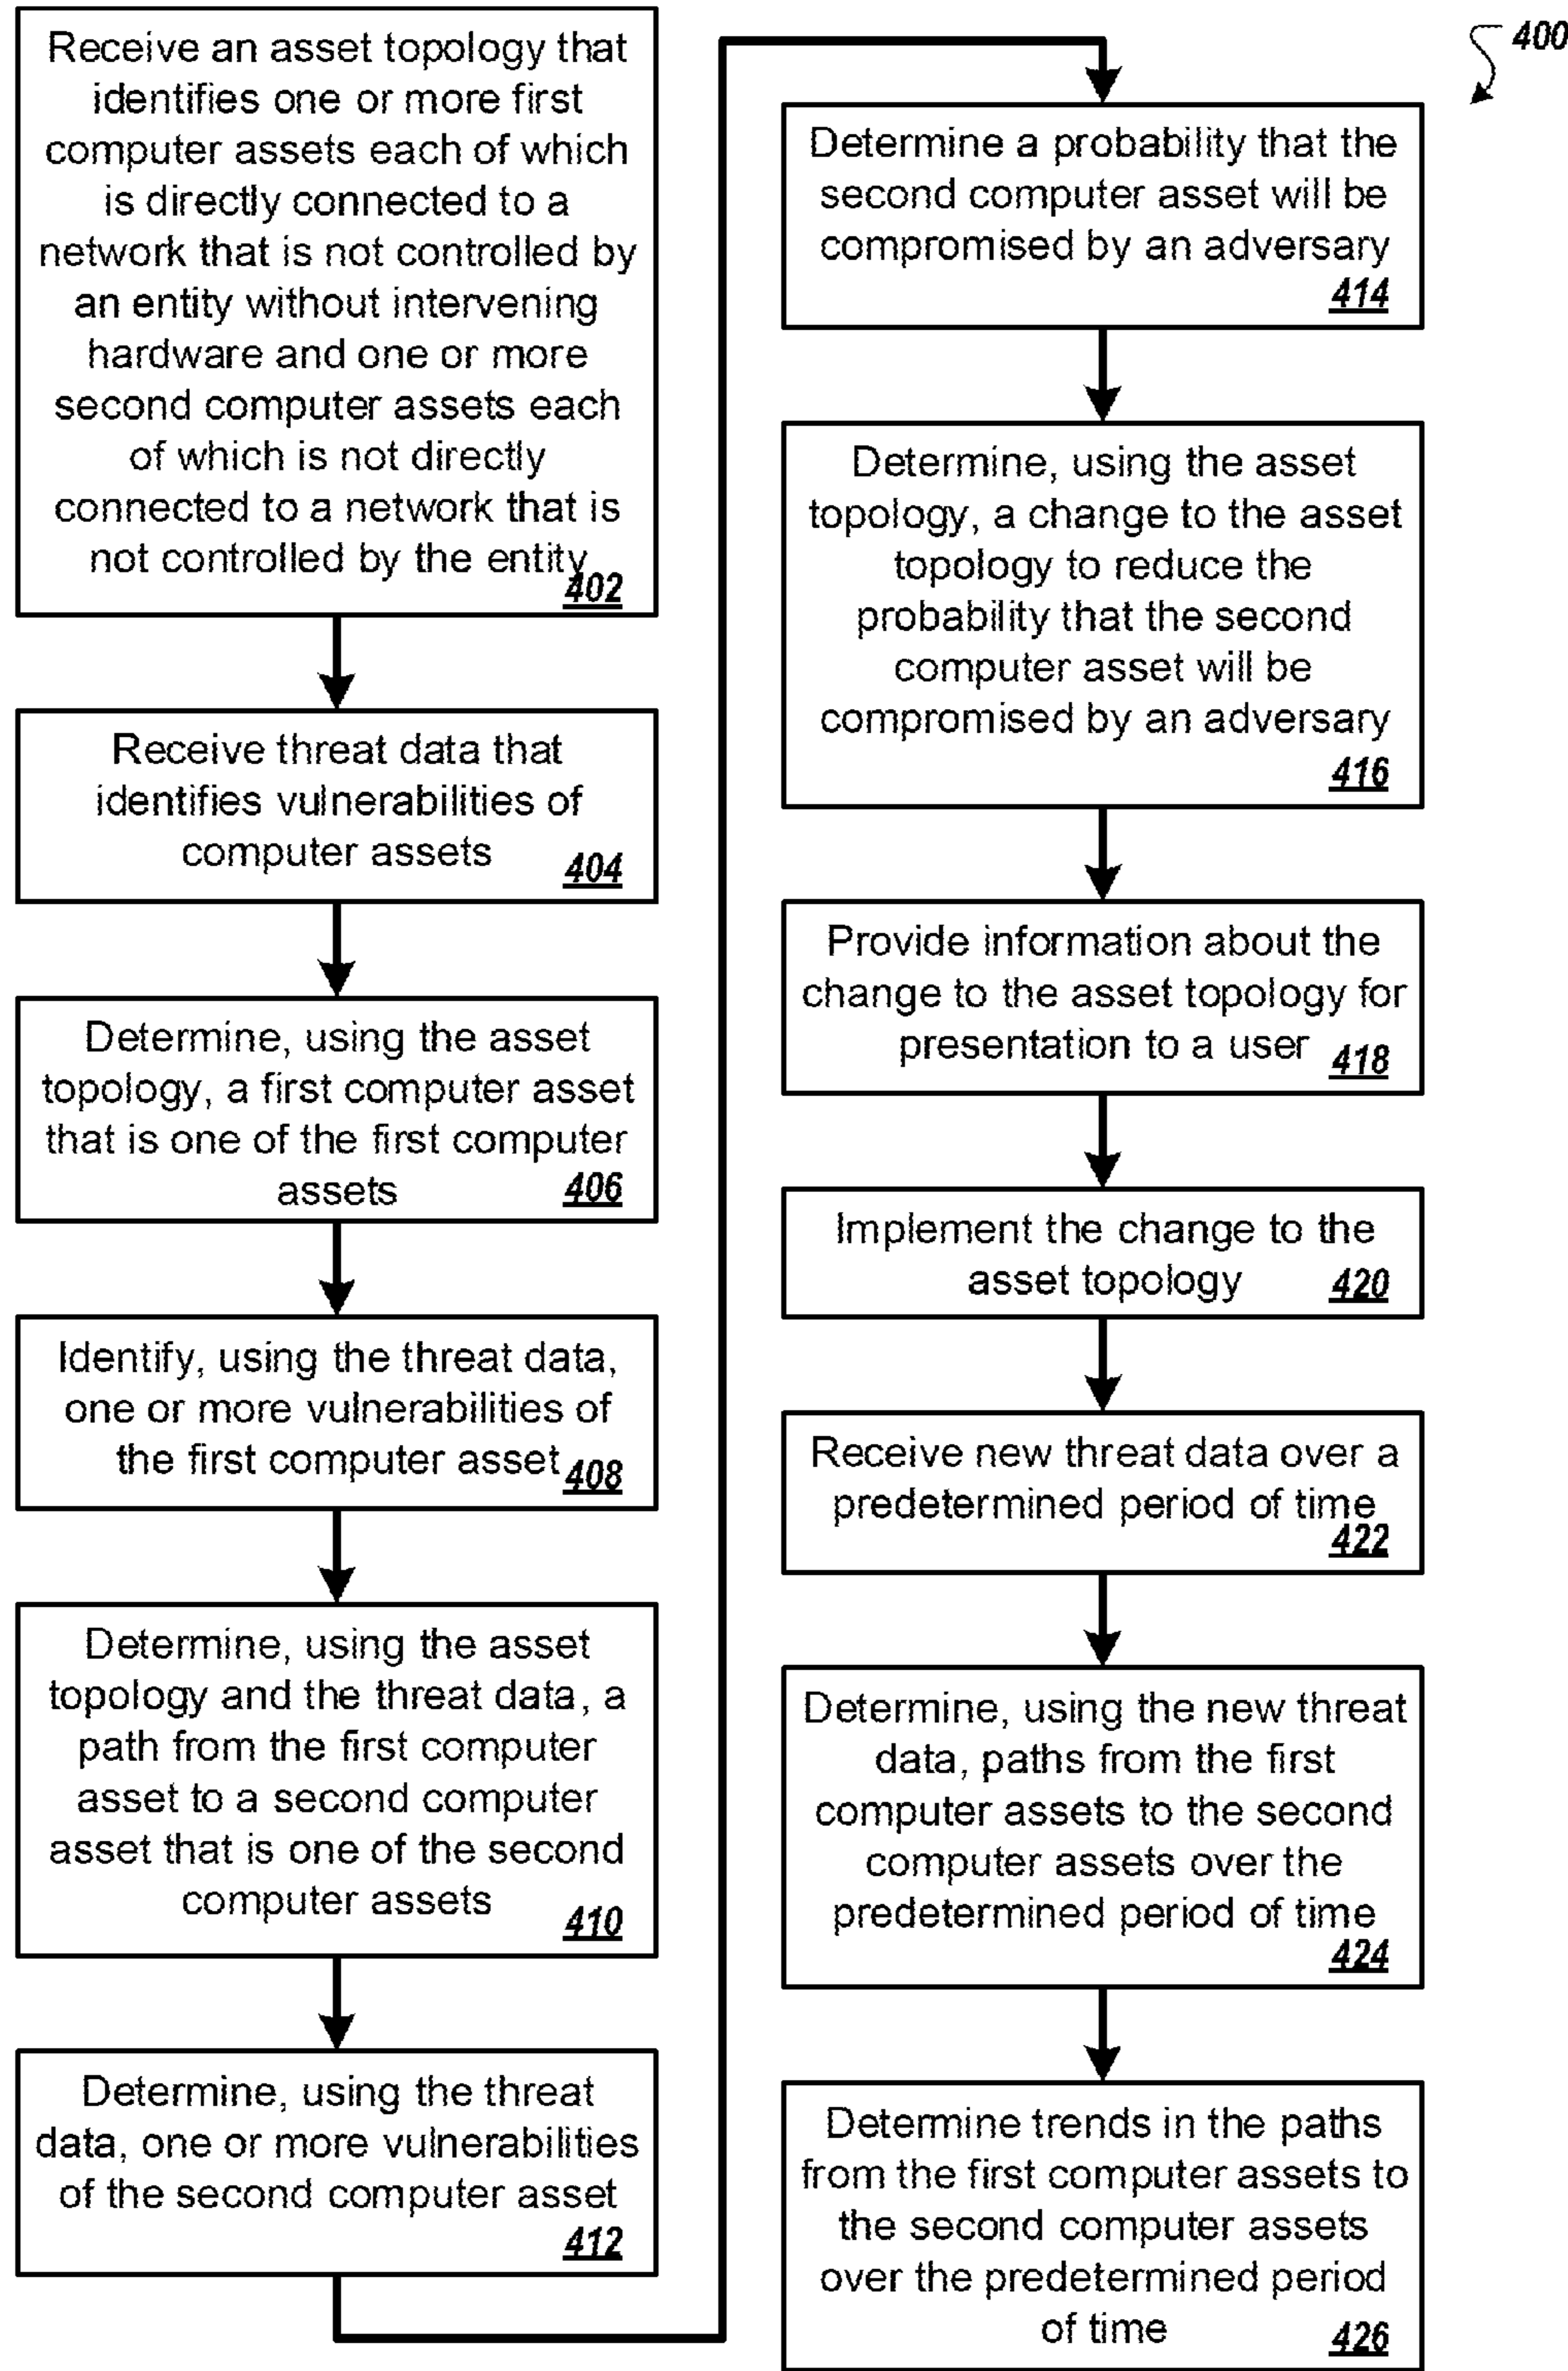 Receive an asset topology that
identifies one or more first
computer assets each of which
is directly connected to a
network that is not controlled by
an entity without intervening
hardware and one or more
second computer assets each
of which is not directly
connected to a network that is
not controlled by the entity
402
Receive threat data that
identifies vulnerabilities of
computer assets
404
Determine, using the asset
topology, a first computer asset
that is one of the first computer
assets
406
Identify, using the threat data,
one or more vulnerabilities of
the first computer asset
408
Determine, using the asset
topology and the threat data, a
path from the first computer
asset to a second computer
asset that is one of the second
computer assets
410
Determine, using the threat
data, one or more vulnerabilities
of the second computer asset
412
400
Determine a probability that the
second computer asset will be
compromised by an adversary
414
Determine, using the asset
topology, a change to the asset
topology to reduce the
probability that the second
computer asset will be
compromised by an adversary
416
Provide information about the
change to the asset topology for
presentation to a user
418
Implement the change to the
asset topology
420
Receive new threat data over a
predetermined period of time
422
Determine, using the new threat
data, paths from the first
computer assets to the second
computer assets over the
predetermined period of time
424
Determine trends in the paths
from the first computer assets to
the second computer assets
over the predetermined period
of time
426